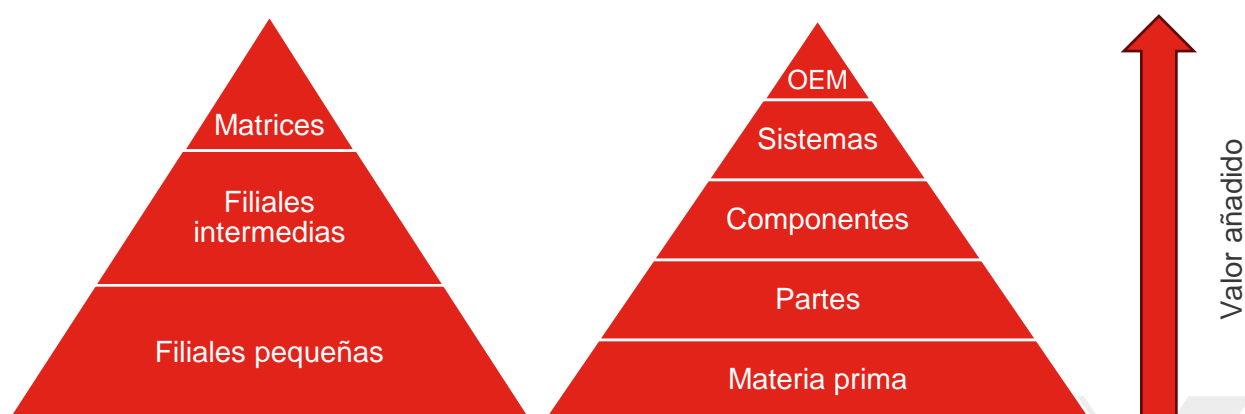 Matrices
Filiales
intermedias
Filiales pequeñas
OEM
Sistemas
Componentes
Partes
Materia prima
Valor añadido